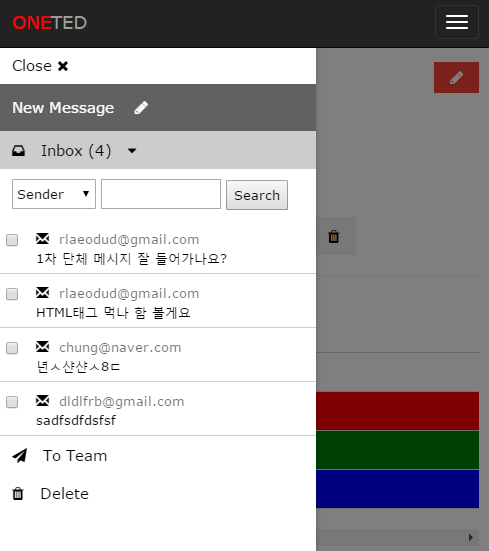 ONETED
Close
New Message
Inbox (4)
Sender
Search
rlaeodud@gmail.com
1차 단체 메시지 잘 들어가나요?
rlaeodud@gmail.com
HTML태그 먹나 함 볼게요
chung@naver.com
년ㅅ샨샨ㅅ8ㄷ
dldlfrb@gmail.com
sadfsdfdsfsf
To Team
Delete